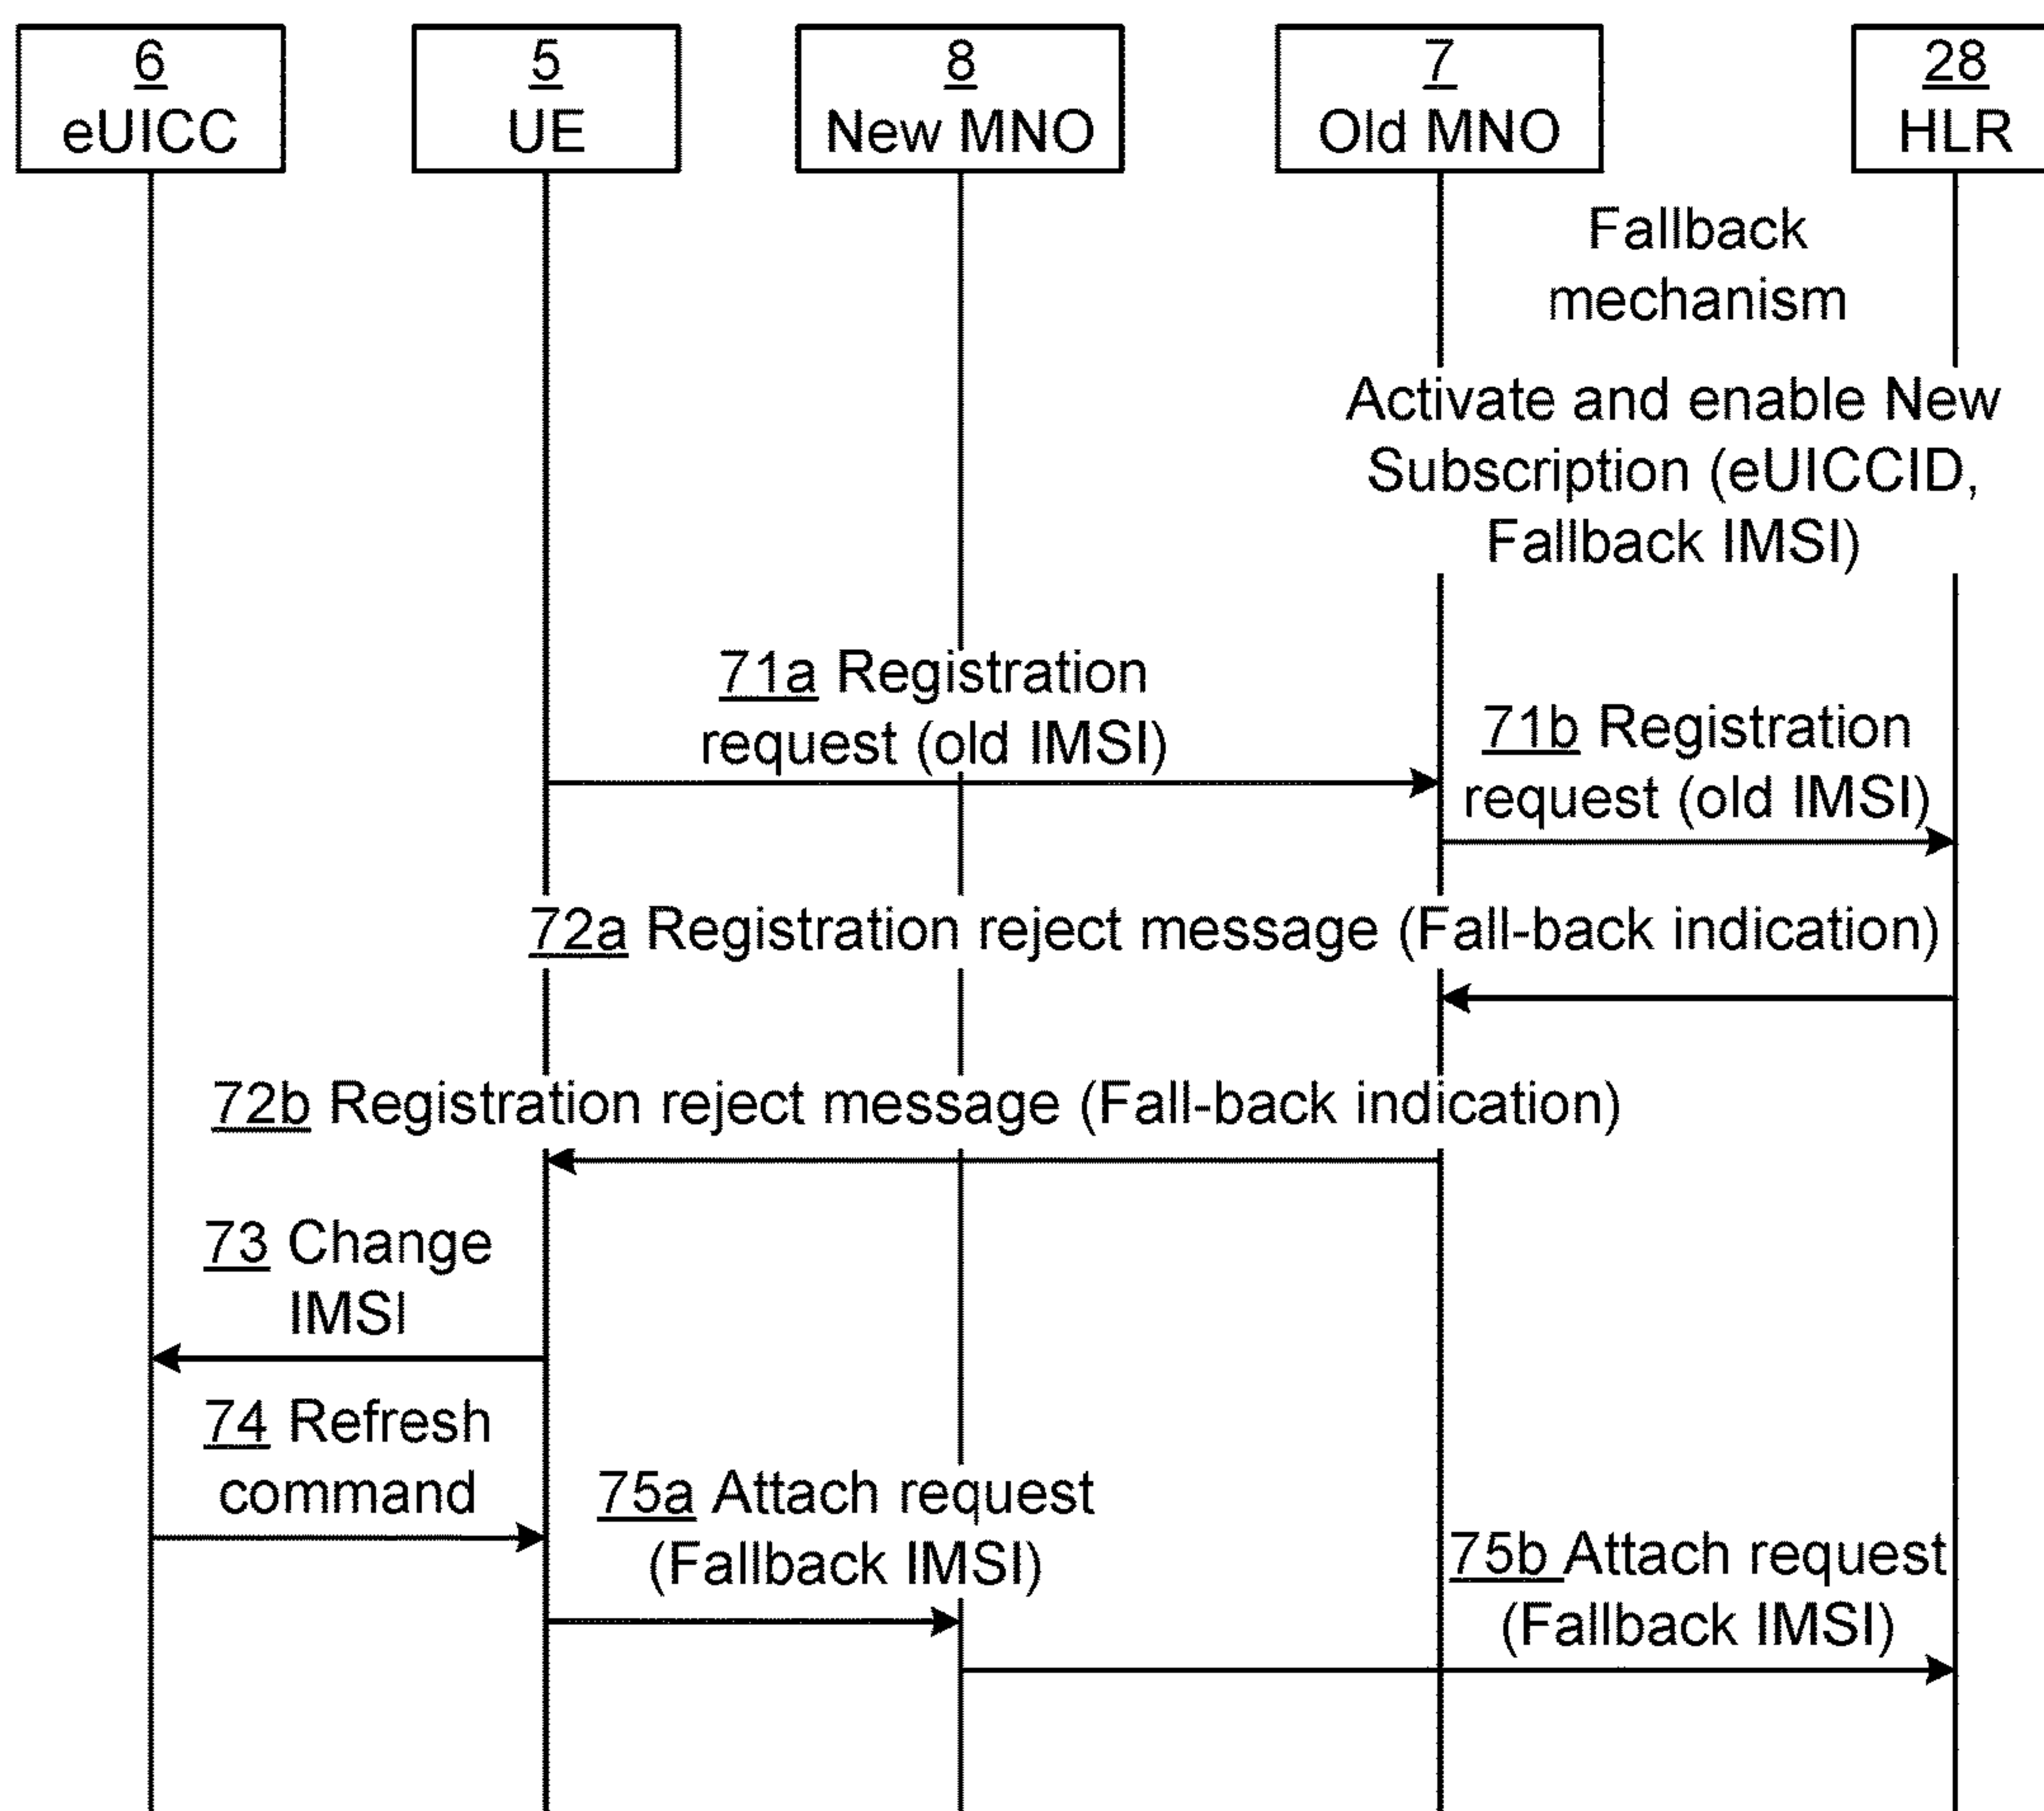 6
eUICC
5
UE
8
New MNO
7
Old MNO
28
HLR
Fallback
mechanism
Activate and enable New
Subscription (eUICCID,
Fallback IMSI)
71a Registration
request (old IMSI)
71b Registration
request (old IMSI)
72a Registration reject message (Fall-back indication)
72b Registration reject message (Fall-back indication)
73 Change
IMSI
74 Refresh
command
75a Attach request
(Fallback IMSI)
75b Attach request
(Fallback IMSI)